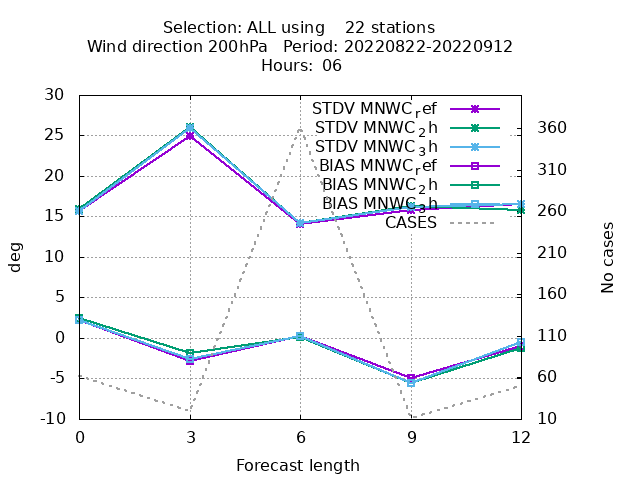 Selection: ALL using    22 stations
Wind direction 200hPa   Period: 20220822-20220912
Hours: 06
30
25
20
15
10
5
0
-5
-10
deg
STDV MNWC_ref
STDV MNWC_2h
STDV MNWC_3h
BIAS MNWC_ref
BIAS MNWC_2h
BIAS MNWC_3h
CASES
360
310
260
210
160
110
60
10
No cases
0 3 6 9 12
Forecast length